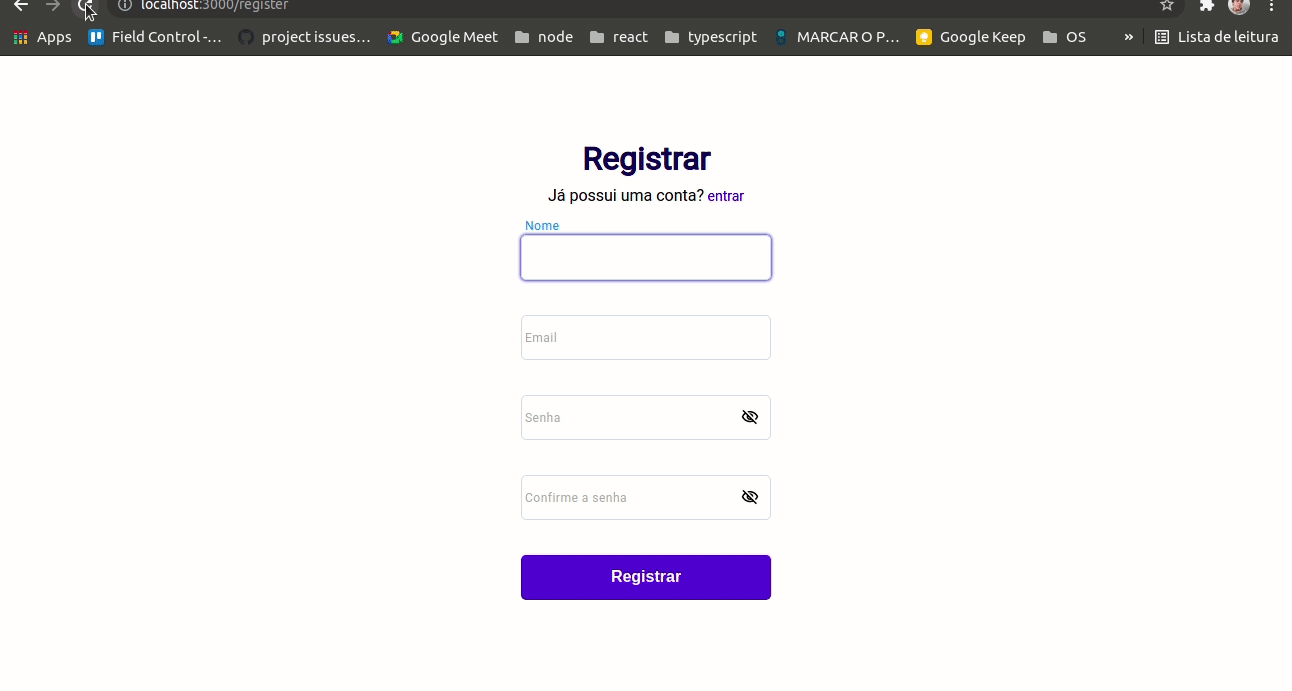 localhost:3000/register
Apps Field Control -... project issues... Google Meet node react typescript MARCAR O P... Google Keep OS » Lista de leitura
Registrar
Já possui uma conta? entrar
Nome
Email
Senha
Confirme a senha
Registrar